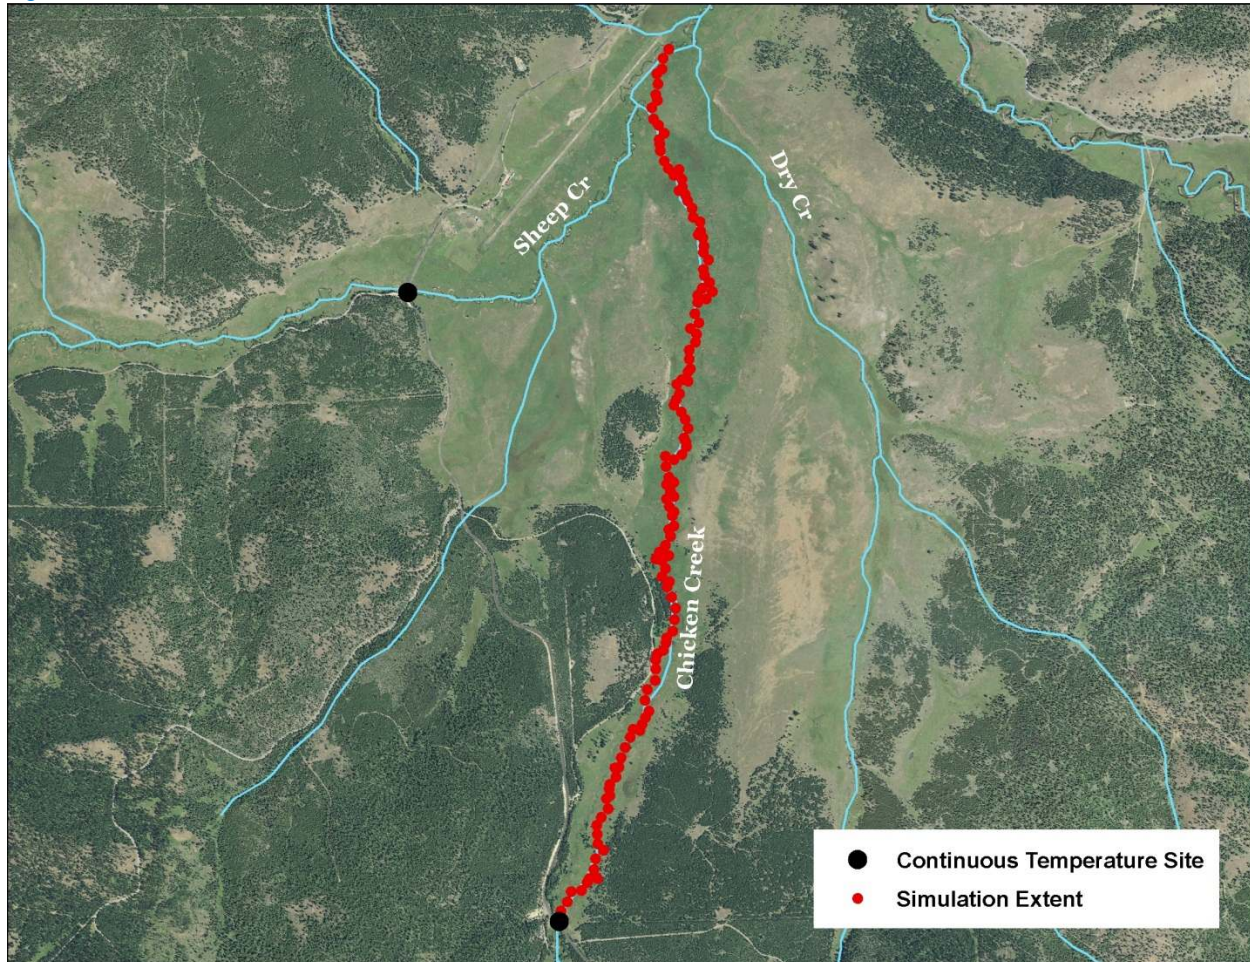 Dry Cr
Sheep Cr
Chicken Creek
Continuous Temperature Site
Simulation Extent